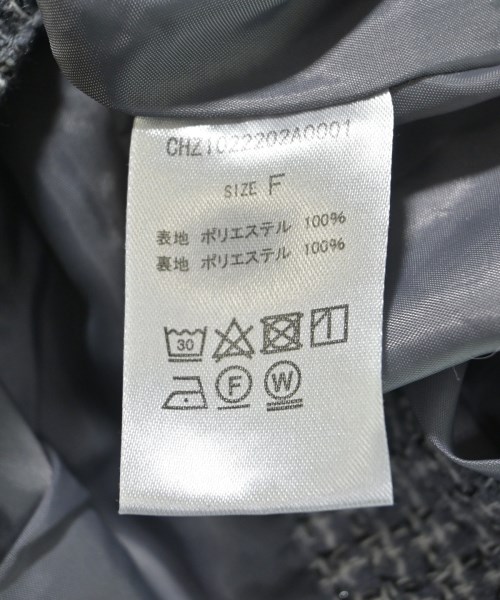 CHZ1022202A0001
SIZE F
表地 ポリエステル 100%
裏地 ポリエステル 100%
30
F W